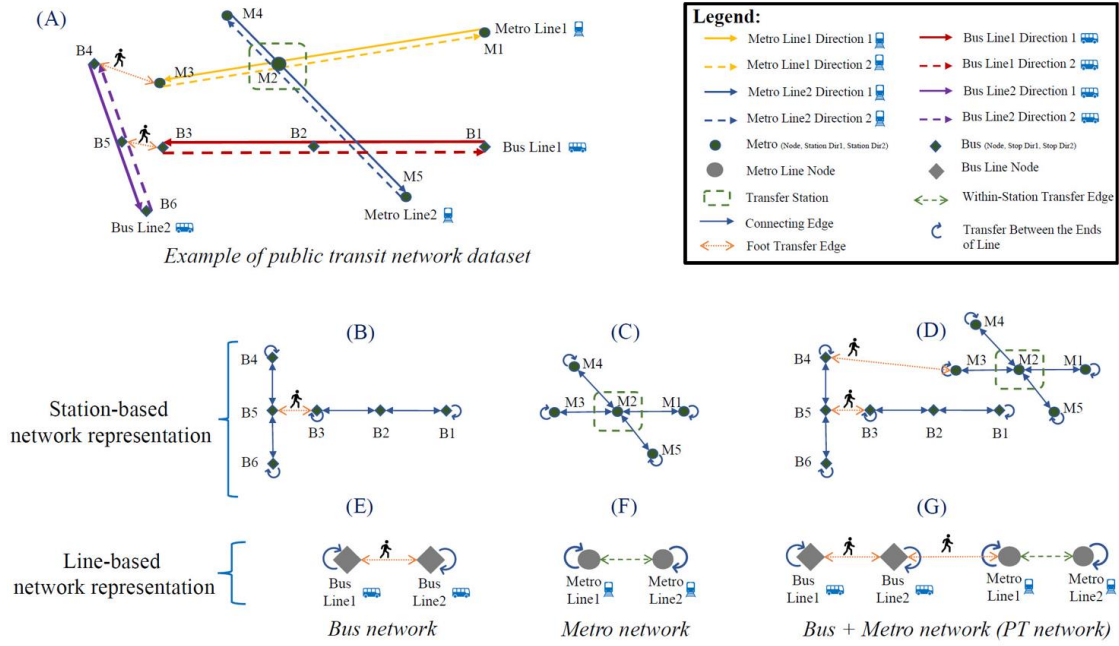 (A)
M4
Metro Line1
M1
B4
M3
M2
B5
B3
B2
B1
Bus Line1
B6
M5
Bus Line2
Metro Line2
Example of public transit network dataset
Legend:
Metro Line1 Direction 1
Metro Line1 Direction 2
Metro Line2 Direction 1
Metro Line2 Direction 2
Metro (Node, Station Dir1, Station Dir2)
Metro Line Node
Transfer Station
Connecting Edge
Foot Transfer Edge
Bus Line1 Direction 1
Bus Line1 Direction 2
Bus Line2 Direction 1
Bus Line2 Direction 2
Bus (Node, Stop Dir1, Stop Dir2)
Bus Line Node
Within-Station Transfer Edge
Transfer Between the Ends
of Line
Station-based
network representation
(B)
B4
B5
B3
B2
B1
B6
(C)
M4
M3
M2
M1
M5
(D)
M4
B4
M3
M2
M1
M5
B5
B3
B2
B1
B6
Line-based
network representation
(E)
Bus
Line1
Bus
Line2
Bus network
(F)
Metro
Line1
Metro
Line2
Metro network
(G)
Bus
Line1
Bus
Line2
Metro
Line1
Metro
Line2
Bus + Metro network (PT network)